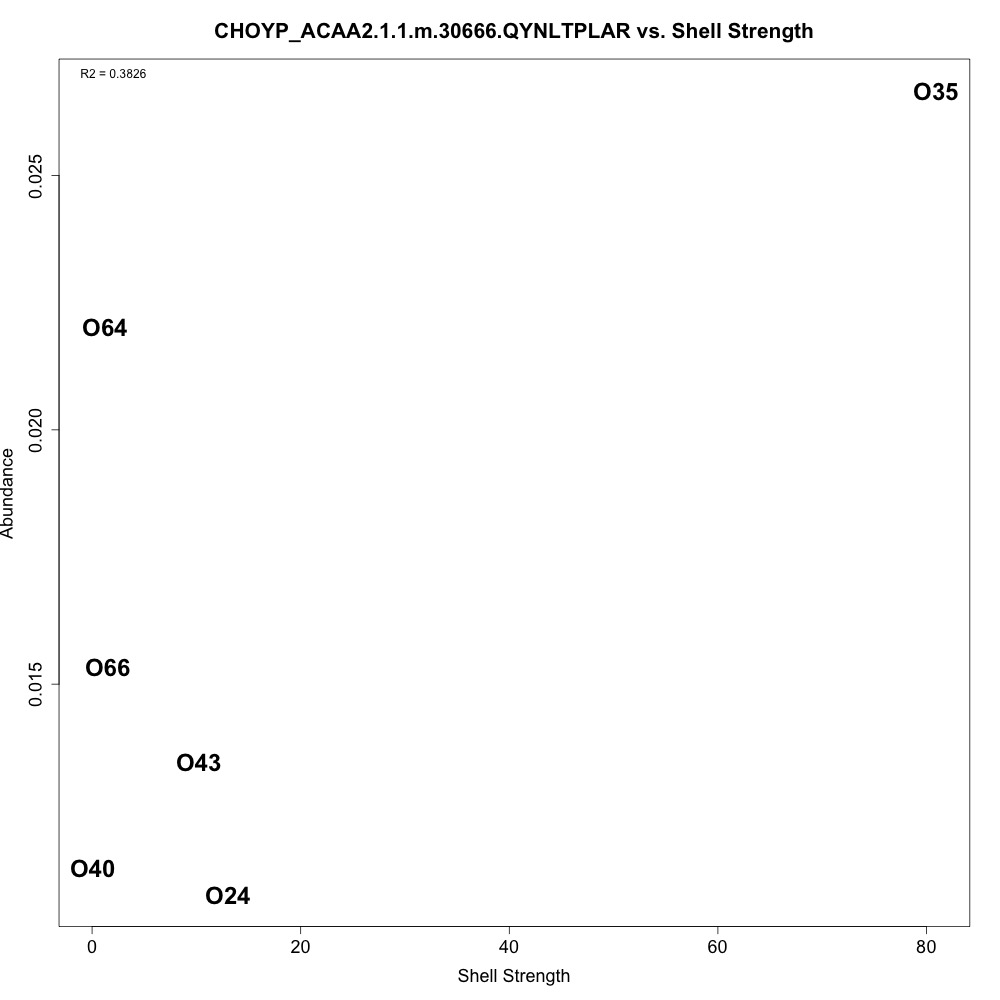 CHOYP_ACAA2.1.1.m.30666.QYNLTPLAR vs. Shell Strength
R2 = 0.3826
O35
0.025
O64
0.020
Abundance
O66
0.015
O43
O40
O24
0 20 40 60 80
Shell Strength